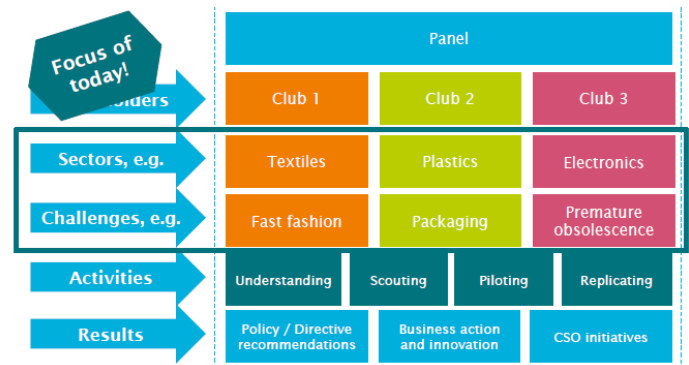 Panel
Focus of
today!
Club 1
Club 2
Club 3
Sectors, e.g.
Textiles
Plastics
Electronics
Challenges, e.g.
Fast fashion
Packaging
Premature
obsolescence
Activities
Understanding
Scouting
Piloting
Replicating
Results
Policy / Directive
recommendations
Business action
and innovation
CSO initiatives